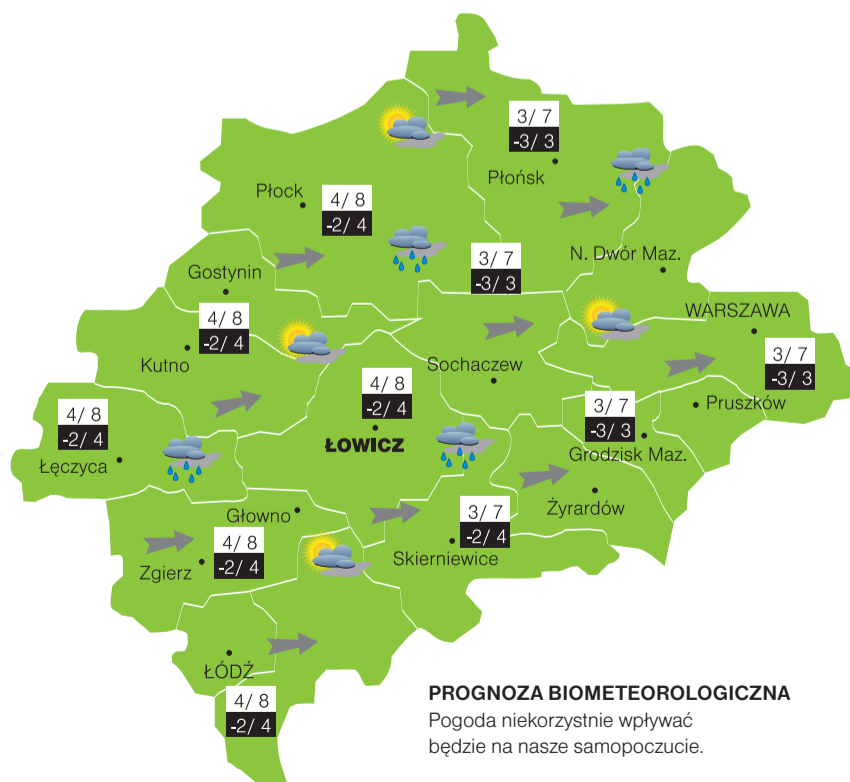 3/ 7
-3/ 3
Płońsk
Płock
4/ 8
-2/ 4
N. Dwór Maz.
3/ 7
-3/ 3
Gostynin
4/ 8
-2/ 4
Kutno
WARSZAWA
3/ 7
-3/ 3
Sochaczew
4/ 8
-2/ 4
ŁOWICZ
Pruszków
3/ 7
-3/ 3
Grodzisk Maz.
4/ 8
-2/ 4
Łęczyca
Żyrardów
Głowno
3/ 7
-2/ 4
Skierniewice
4/ 8
-2/ 4
Zgierz
ŁÓDŹ
4/ 8
-2/ 4
PROGNOZA BIOMETEOROLOGICZNA
Pogoda niekorzystnie wpływać
będzie na nasze samopoczucie.